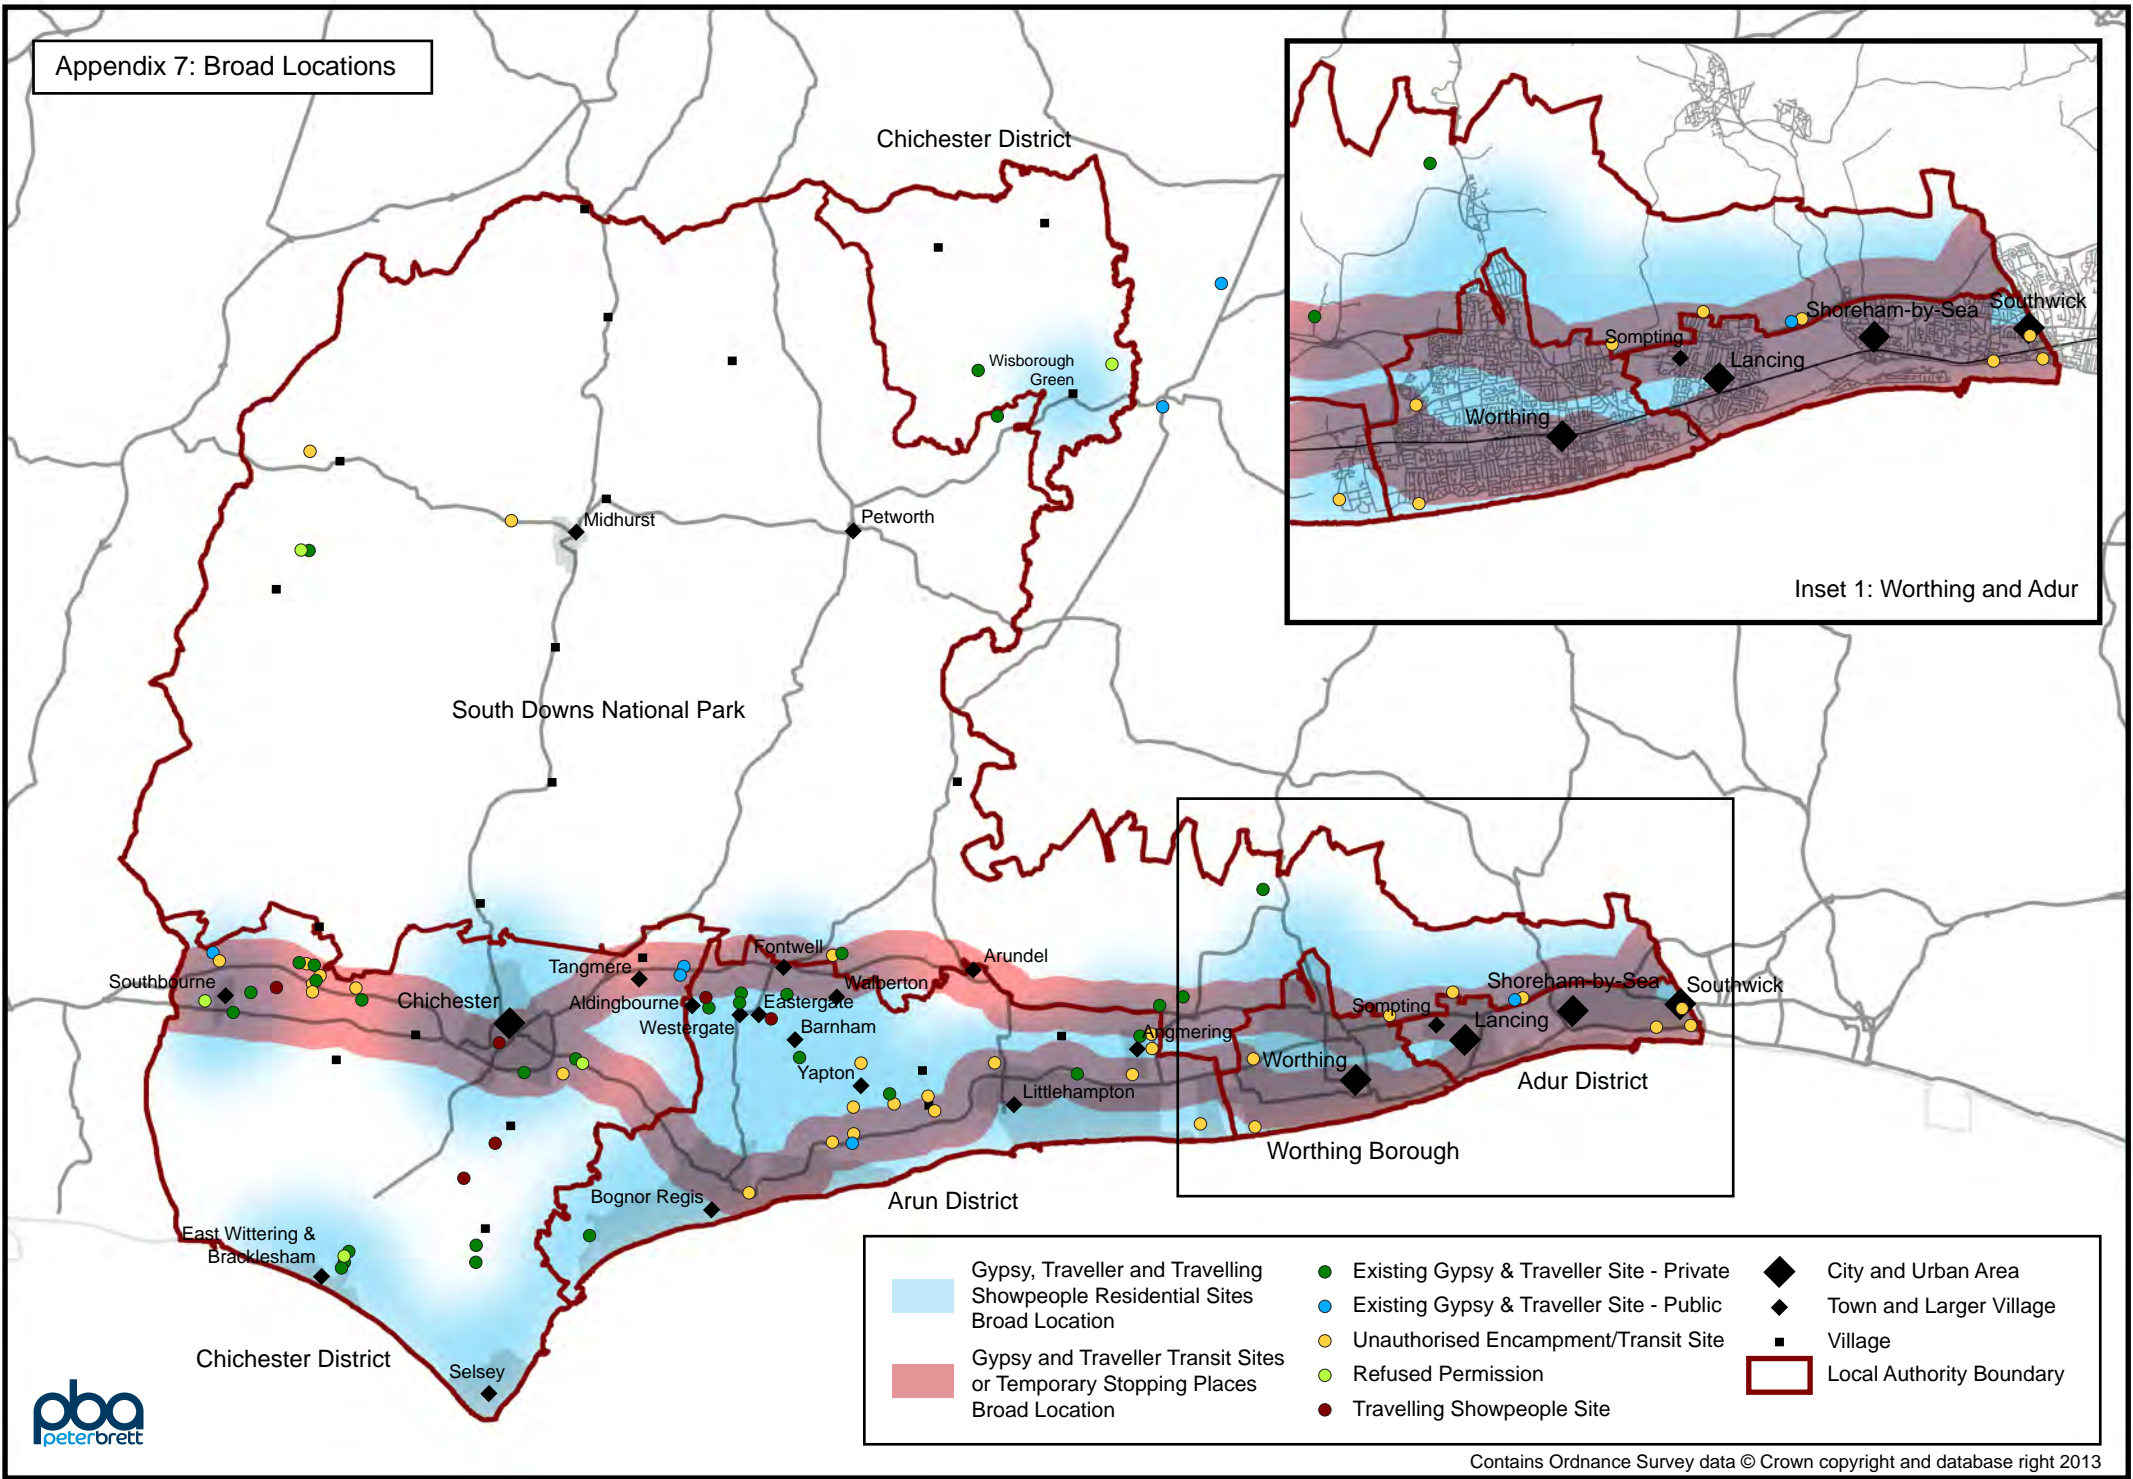 Appendix 7: Broad Locations
Chichester District
Wisborough
Green
Midhurst
Petworth
South Downs National Park
Shoreham-by-Sea
Southwick
Sompting
Lancing
Worthing
Inset 1: Worthing and Adur
Fontwell
Arundel
Tangmere
Southbourne
Walberton
Chichester
Aldingbourne
Eastergate
Westergate
Barnham
Angmering
Yapton
Littlehampton
Shoreham-by-Sea
Southwick
Sompting
Lancing
Worthing
Adur District
Worthing Borough
Bognor Regis
Arun District
East Wittering &
Bracklesham
Chichester District
Selsey
Gypsy, Traveller and Travelling
Showpeople Residential Sites
Broad Location
Gypsy and Traveller Transit Sites
or Temporary Stopping Places
Broad Location
Existing Gypsy & Traveller Site - Private
Existing Gypsy & Traveller Site - Public
Unauthorised Encampment/Transit Site
Refused Permission
Travelling Showpeople Site
City and Urban Area
Town and Larger Village
Village
Local Authority Boundary
pba
peterbrett
Contains Ordnance Survey data © Crown copyright and database right 2013